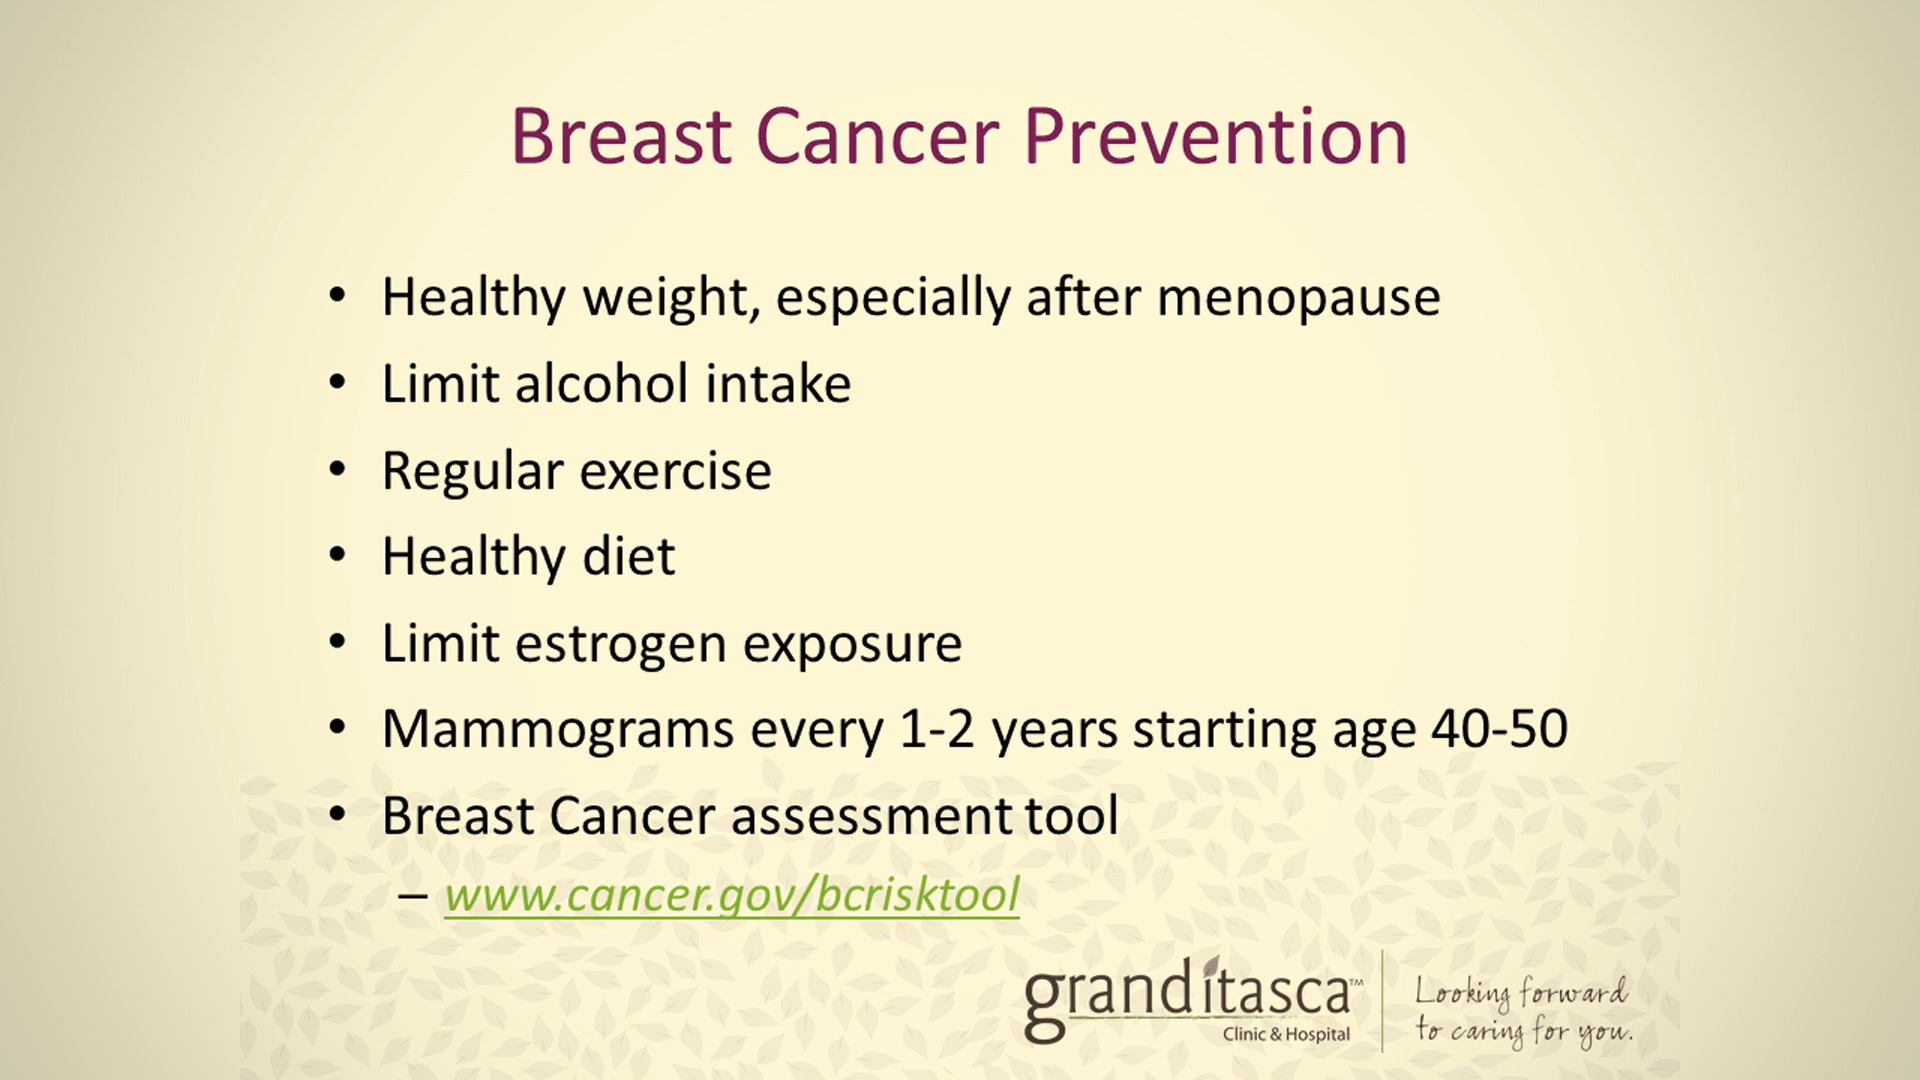 Breast Cancer Prevention
• Healthy weight, especially after menopause
• Limit alcohol intake
• Regular exercise
• Healthy diet
• Limit estrogen exposure
• Mammograms every 1-2 years starting age 40-50
• Breast Cancer assessment tool
– www.cancer.gov/bcrisktool
grand itasca™
Clinic & Hospital
Looking forward
to caring for you.